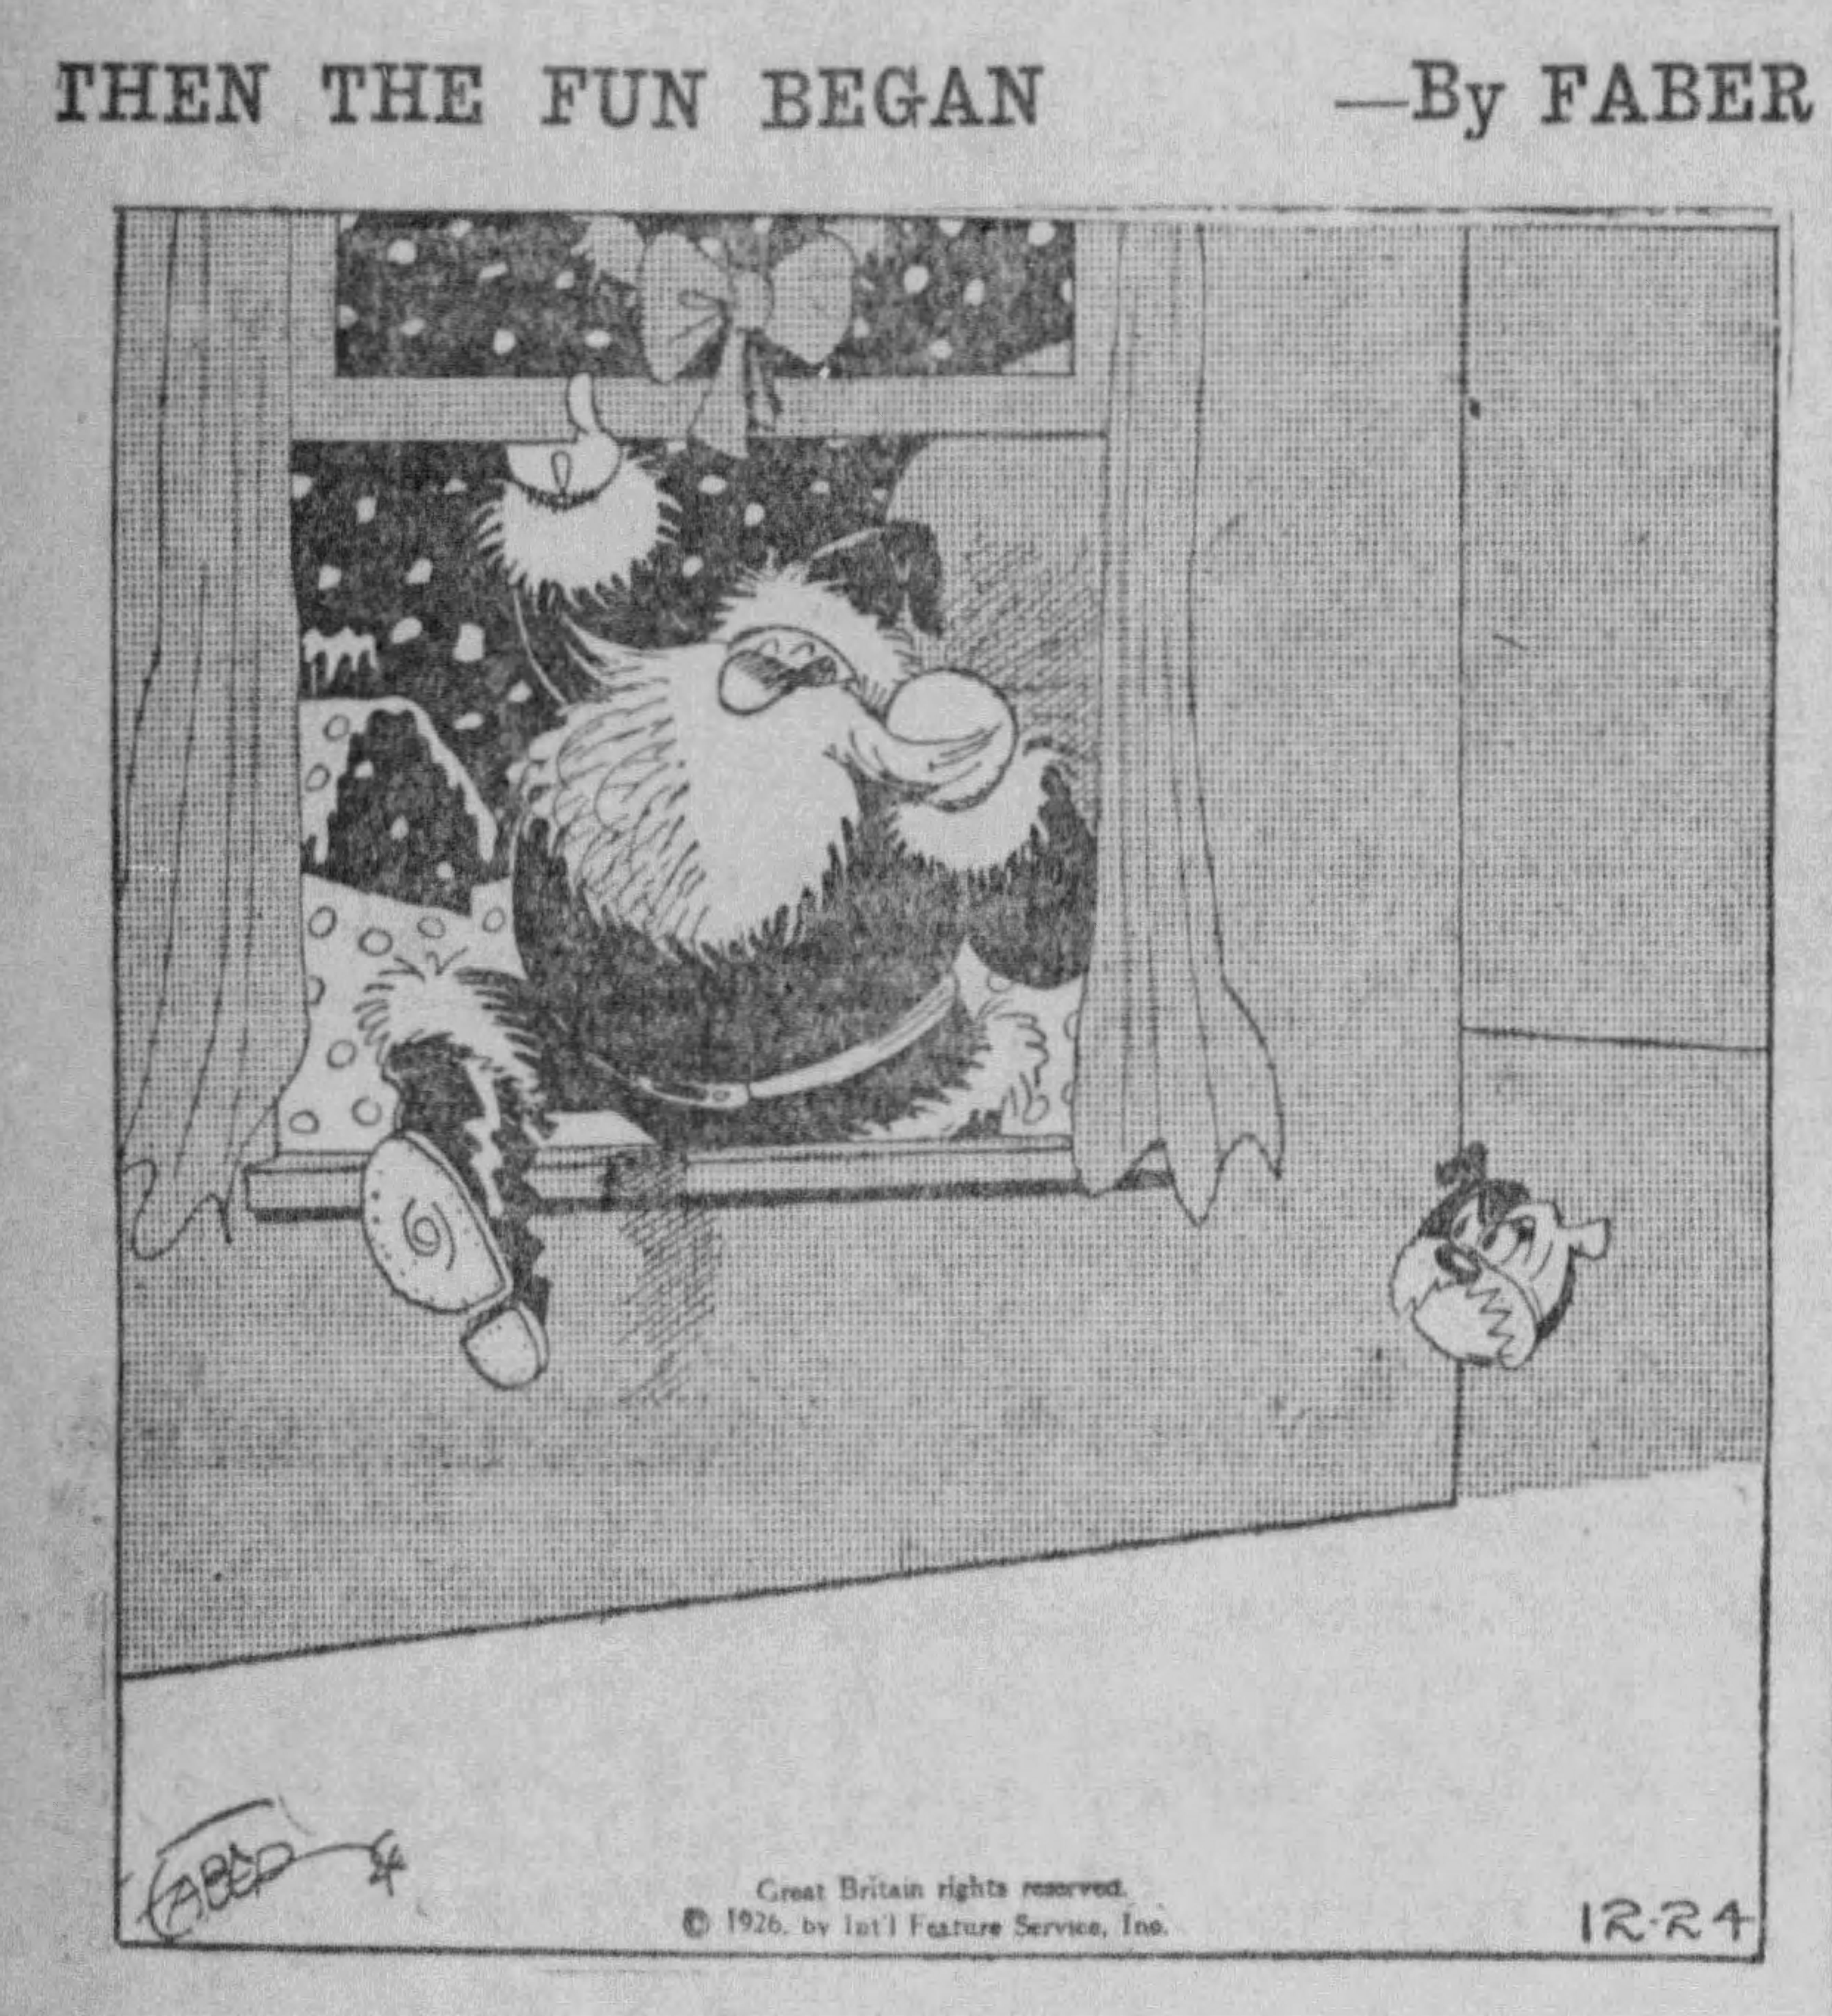 THEN THE FUN BEGAN —By FABER
FABER
Great Britain rights reserved.
© 1926, by Int'l Feature Service, Inc.
12-24